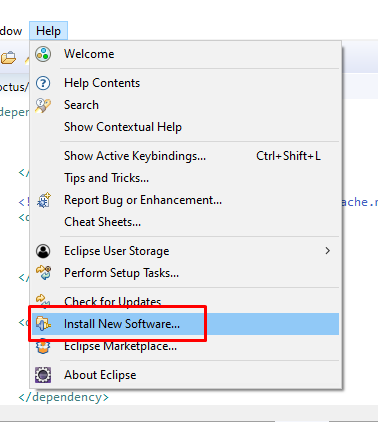 dow Help
Welcome
octus/
Help Contents
depe
Search
Show Contextual Help
Show Active Keybindings... Ctrl+Shift+L
Tips and Tricks...
</
Report Bug or Enhancement...
<! ache.n
Cheat Sheets...
<d
Eclipse User Storage
Perform Setup Tasks...
</
Check for Updates
Install New Software...
<d
Eclipse Marketplace...
About Eclipse
</dependency>